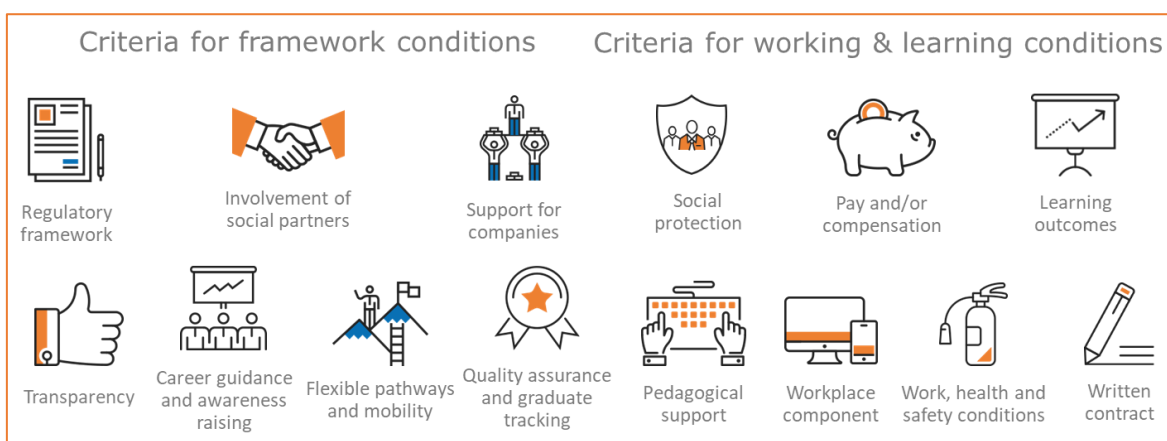 Criteria for framework conditions
Criteria for working & learning conditions
Regulatory
framework
Involvement of
social partners
Support for
companies
Social
protection
Pay and/or
compensation
Learning
outcomes
Transparency
Career guidance
and awareness
raising
Flexible pathways
and mobility
Quality assurance
and graduate
tracking
Pedagogical
support
Workplace
component
Work, health and
safety conditions
Written
contract